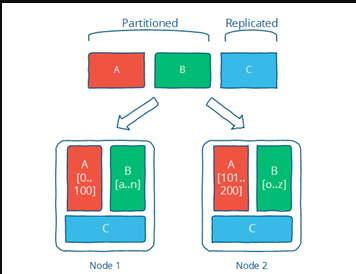 Partitioned Replicated
A B C
A
[0..
100]
B
[a..n]
C
A
[101..
200]
B
[o..z]
C
Node 1 Node 2